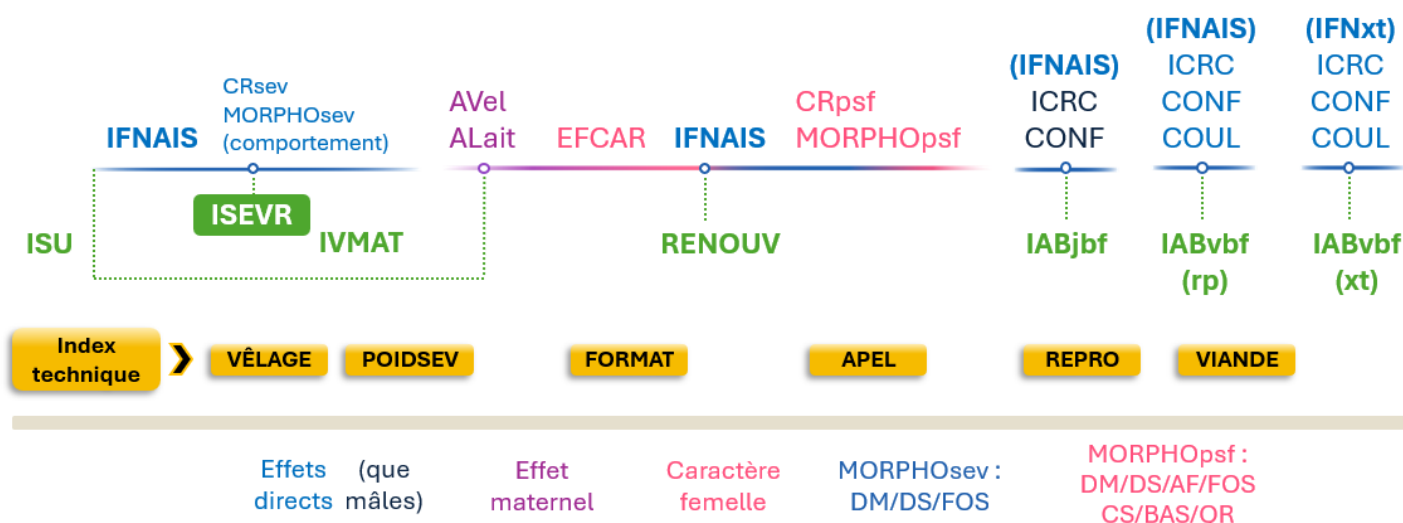 IFNAIS
CRsev
MORPHOsev
(comportement)
AVel
ALait
EFCAR
IFNAIS
CRpsf
MORPHOpsf
(IFNAIS)
ICRC
CONF
(IFNAIS)
ICRC
CONF
COUL
(IFNxt)
ICRC
CONF
COUL
ISU
ISEVR
IVMAT
RENOUV
IABjbf
IABvbf
(rp)
IABvbf
(xt)
Index
technique
VÊLAGE
POIDSEV
FORMAT
APEL
REPRO
VIANDE
Effets (que
directs mâles)
Effet
maternel
Caractère
femelle
MORPHOsev :
DM/DS/FOS
MORPHOpsf :
DM/DS/AF/FOS
CS/BAS/OR